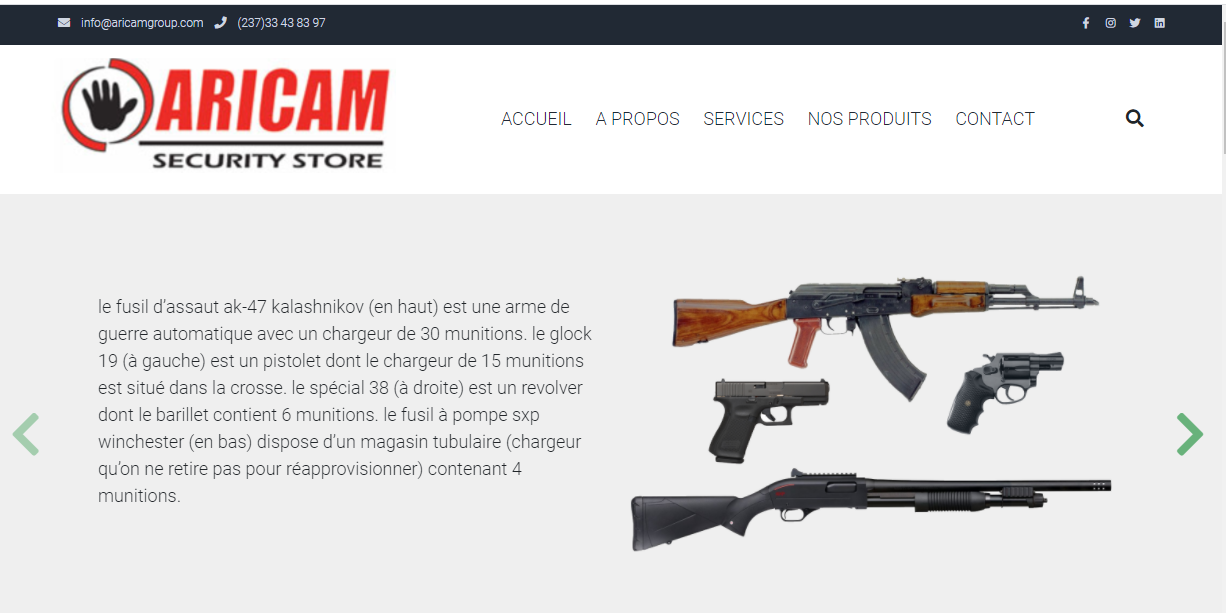 info@aricamgroup.com (237)33 43 83 97
ARICAM
SECURITY STORE
ACCUEIL A PROPOS SERVICES NOS PRODUITS CONTACT
le fusil d’assaut ak-47 kalashnikov (en haut) est une arme de
guerre automatique avec un chargeur de 30 munitions. le glock
19 (à gauche) est un pistolet dont le chargeur de 15 munitions
est situé dans la crosse. le spécial 38 (à droite) est un revolver
dont le barillet contient 6 munitions. le fusil à pompe sxp
winchester (en bas) dispose d’un magasin tubulaire (chargeur
qu’on ne retire pas pour réapprovisionner) contenant 4
munitions.